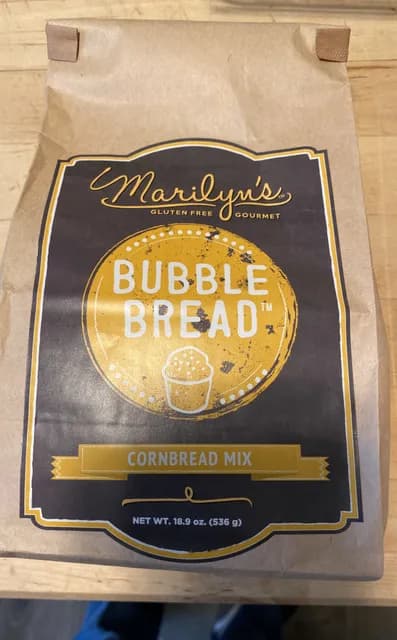 Marilyn's
GLUTEN FREE GOURMET
BUBBLE
BREAD™
CORNBREAD MIX
NET WT. 18.9 oz. (536 g)